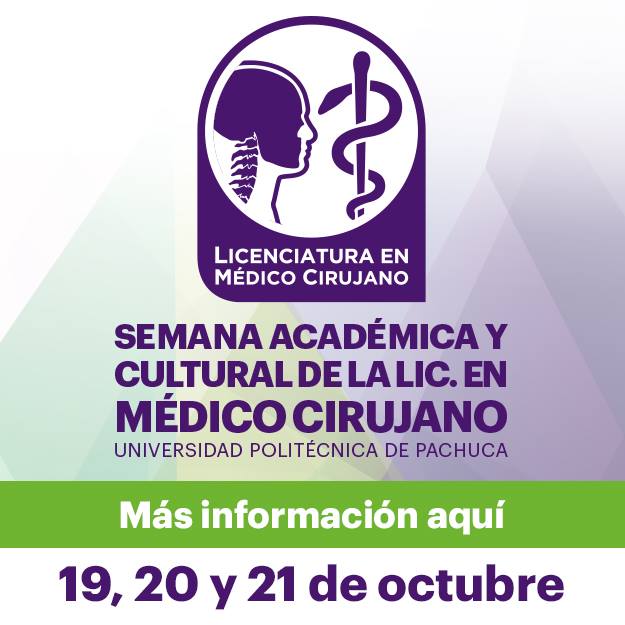 LICENCIATURA EN
MÉDICO CIRUJANO
SEMANA ACADÉMICA Y
CULTURAL DE LA LIC. EN
MÉDICO CIRUJANO
UNIVERSIDAD POLITÉCNICA DE PACHUCA
Más información aquí
19, 20 y 21 de octubre